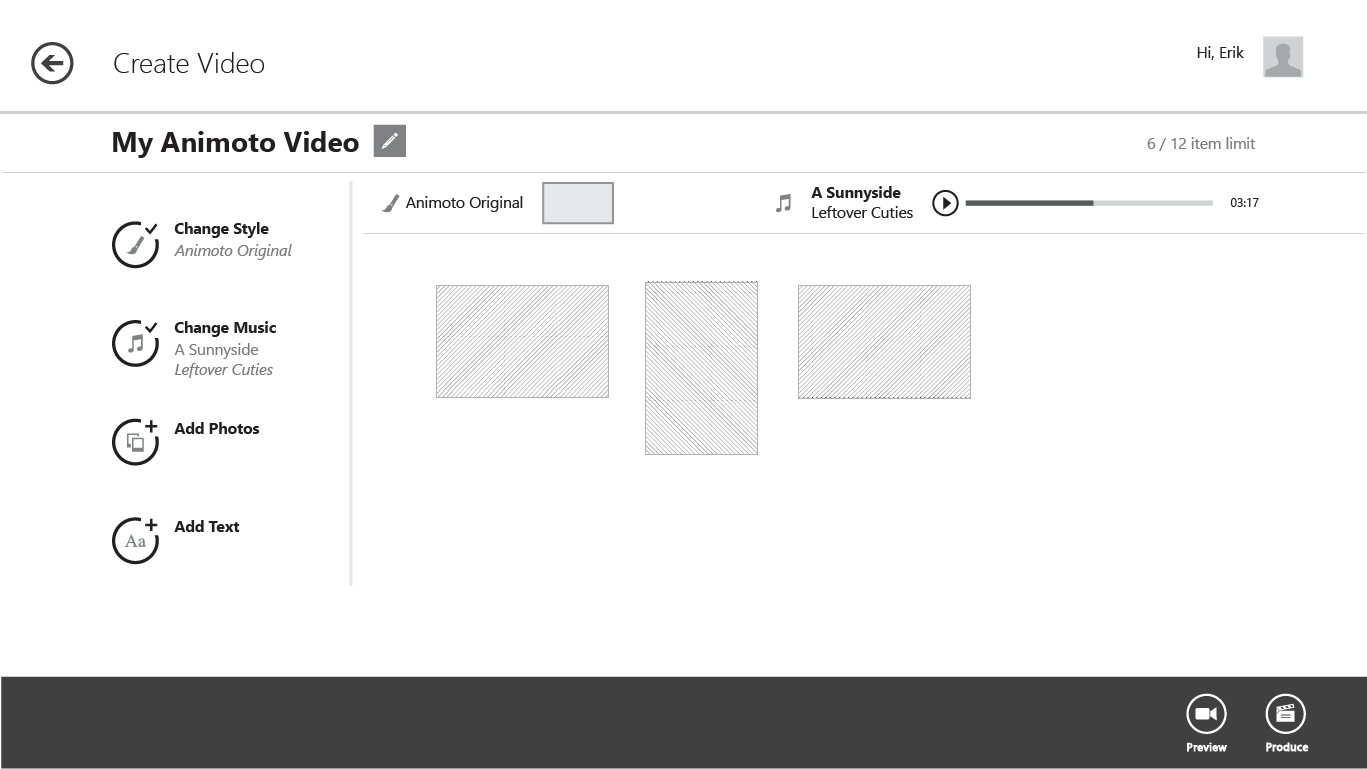 Create Video
Hi, Erik
My Animoto Video
6 / 12 item limit
Animoto Original
A Sunnyside
Leftover Cuties
03:17
Change Style
Animoto Original
Change Music
A Sunnyside
Leftover Cuties
Add Photos
Aa
Add Text
Preview
Produce